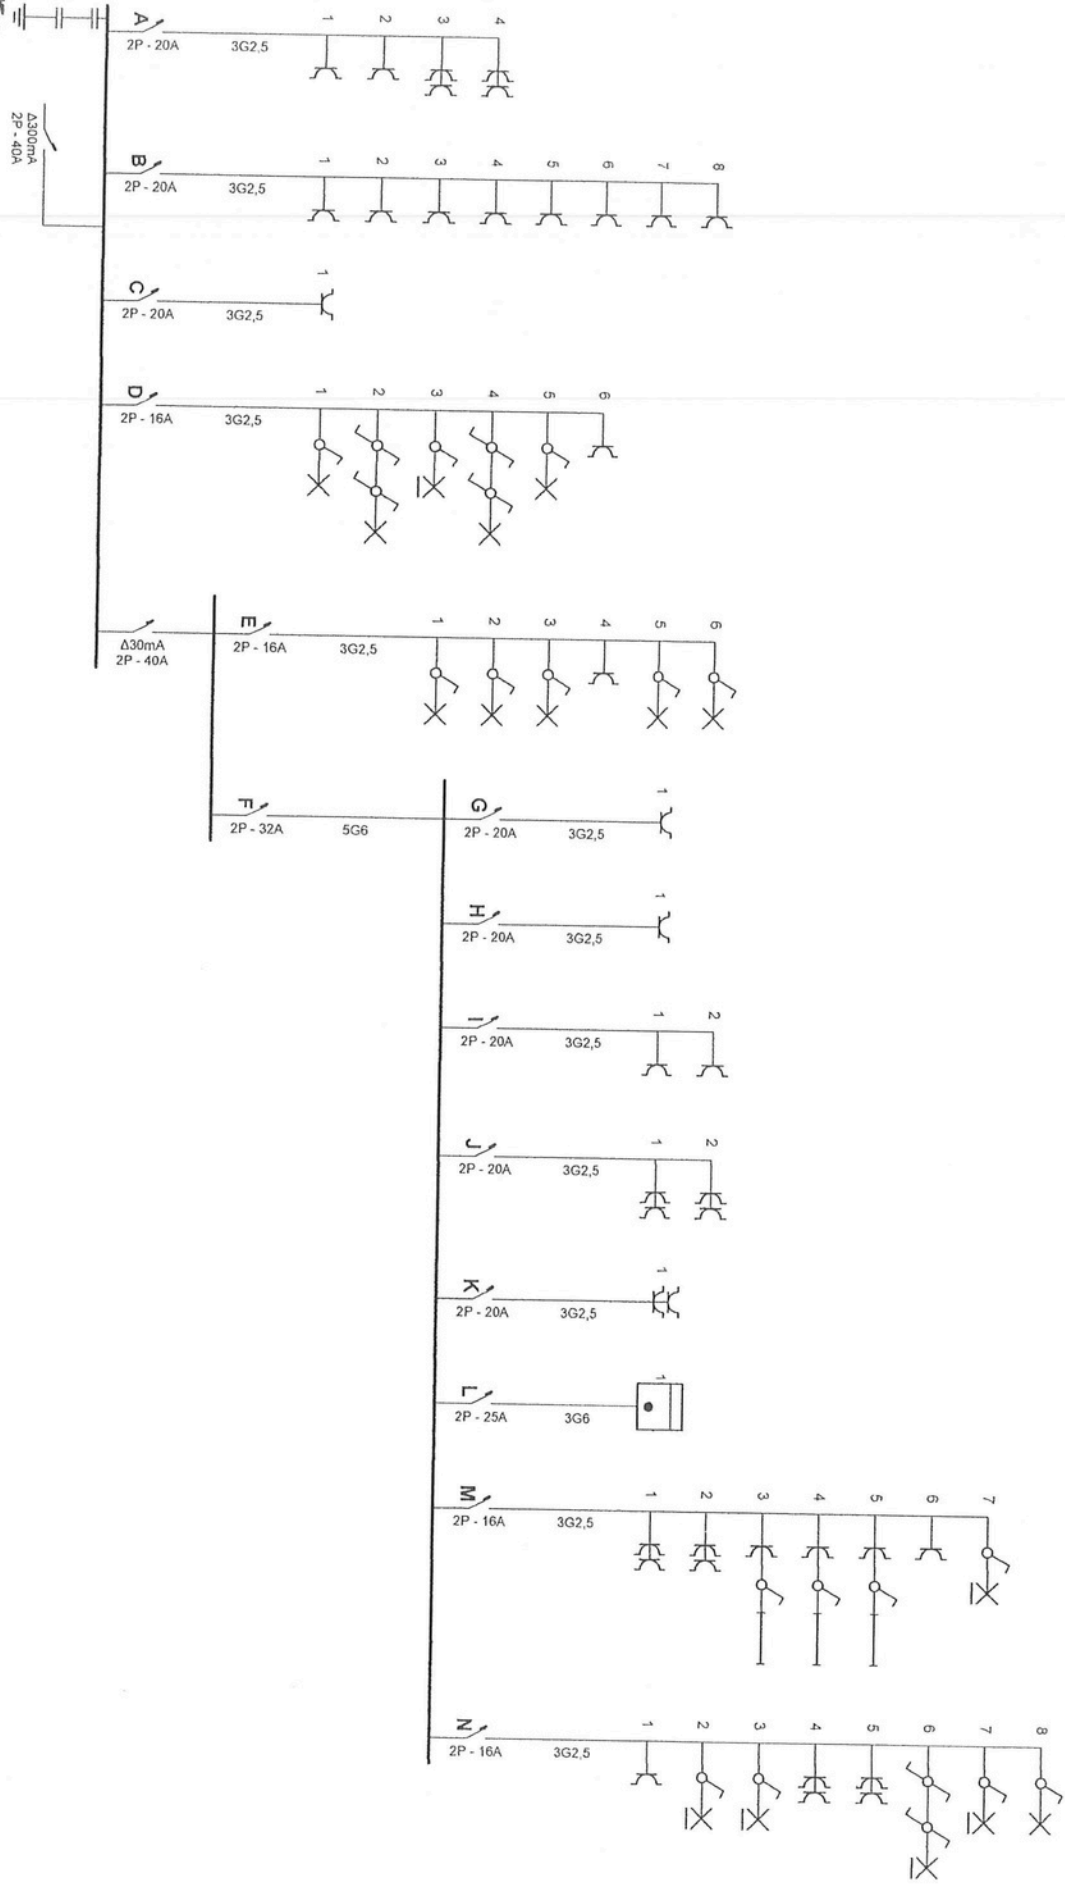 A
2P - 20A
3G2,5
1
2
3
4
Δ300mA
2P - 40A
B
2P - 20A
3G2,5
1
2
3
4
5
6
7
8
C
2P - 20A
3G2,5
1
D
2P - 16A
3G2,5
1
2
3
4
5
6
Δ30mA
2P - 40A
E
2P - 16A
3G2,5
1
2
3
4
5
6
F
2P - 32A
5G6
G
2P - 20A
3G2,5
1
H
2P - 20A
3G2,5
1
I
2P - 20A
3G2,5
1
2
J
2P - 20A
3G2,5
1
2
K
2P - 20A
3G2,5
1
L
2P - 25A
3G6
1
M
2P - 16A
3G2,5
1
2
3
4
5
6
7
N
2P - 16A
3G2,5
1
2
3
4
5
6
7
8